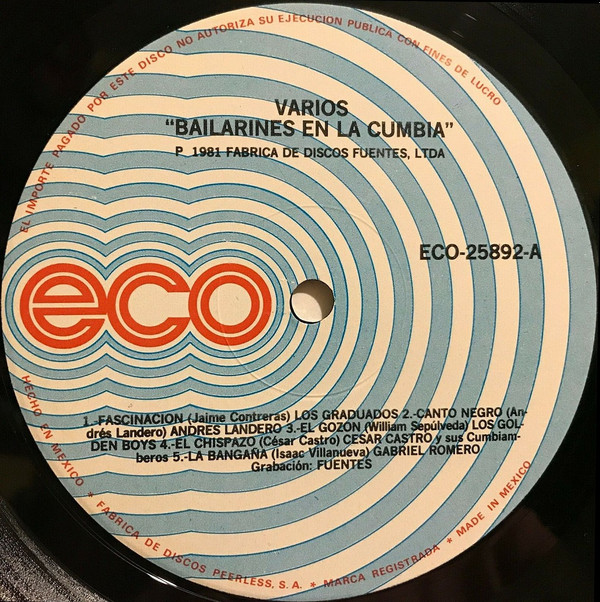 EL IMPORTE PAGADO POR ESTE DISCO NO AUTORIZA SU EJECUCION PUBLICA CON FINES DE LUCRO
VARIOS
"BAILARINES EN LA CUMBIA"
P 1981 FABRICA DE DISCOS FUENTES, LTDA
ECO-25892-A
eco
1.-FASCINACION (Jaime Contreras) LOS GRADUADOS 2.-CANTO NEGRO (An-
drés Landero) ANDRES LANDERO 3.-EL GOZON (William Sepúlveda) LOS GOL-
DEN BOYS 4.-EL CHISPAZO (César Castro) CESAR CASTRO y sus Cumbiam-
beros 5.-LA BANGAÑA (Isaac Villanueva) GABRIEL ROMERO
Grabación: FUENTES
HECHO EN MEXICO * FABRICA DE DISCOS PEERLESS, S.A. * MARCA REGISTRADA * MADE IN MEXICO